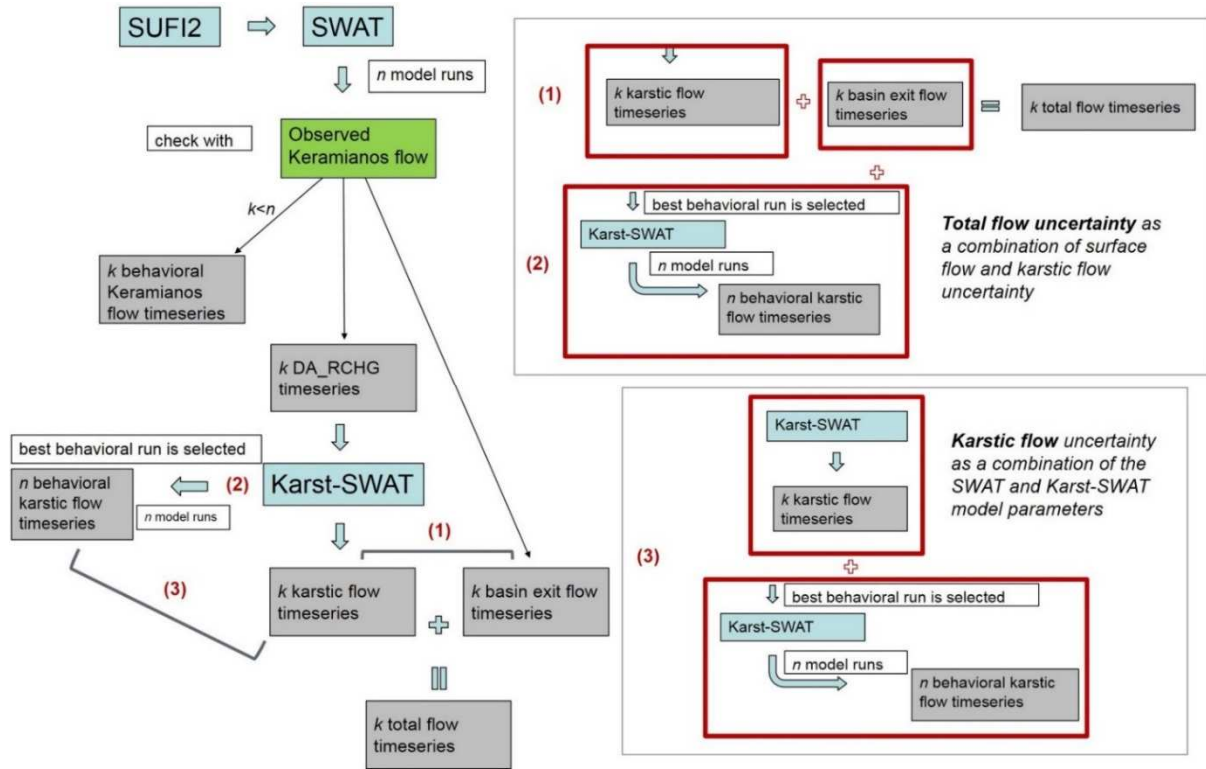 SUFI2
SWAT
n model runs
check with
Observed
Keramianos flow
k<n
k behavioral
Keramianos
flow timeseries
k DA_RCHG
timeseries
best behavioral run is selected
n behavioral
karstic flow
timeseries
(2)
n model runs
Karst-SWAT
(1)
(3)
k karstic flow
timeseries
k basin exit flow
timeseries
k total flow
timeseries
(1)
k karstic flow
timeseries
k basin exit flow
timeseries
k total flow timeseries
(2)
best behavioral run is selected
Karst-SWAT
n model runs
n behavioral karstic
flow timeseries
Total flow uncertainty as
a combination of surface
flow and karstic flow
uncertainty
(3)
Karst-SWAT
k karstic flow
timeseries
Karstic flow uncertainty
as a combination of the
SWAT and Karst-SWAT
model parameters
best behavioral run is selected
Karst-SWAT
n model runs
n behavioral karstic
flow timeseries